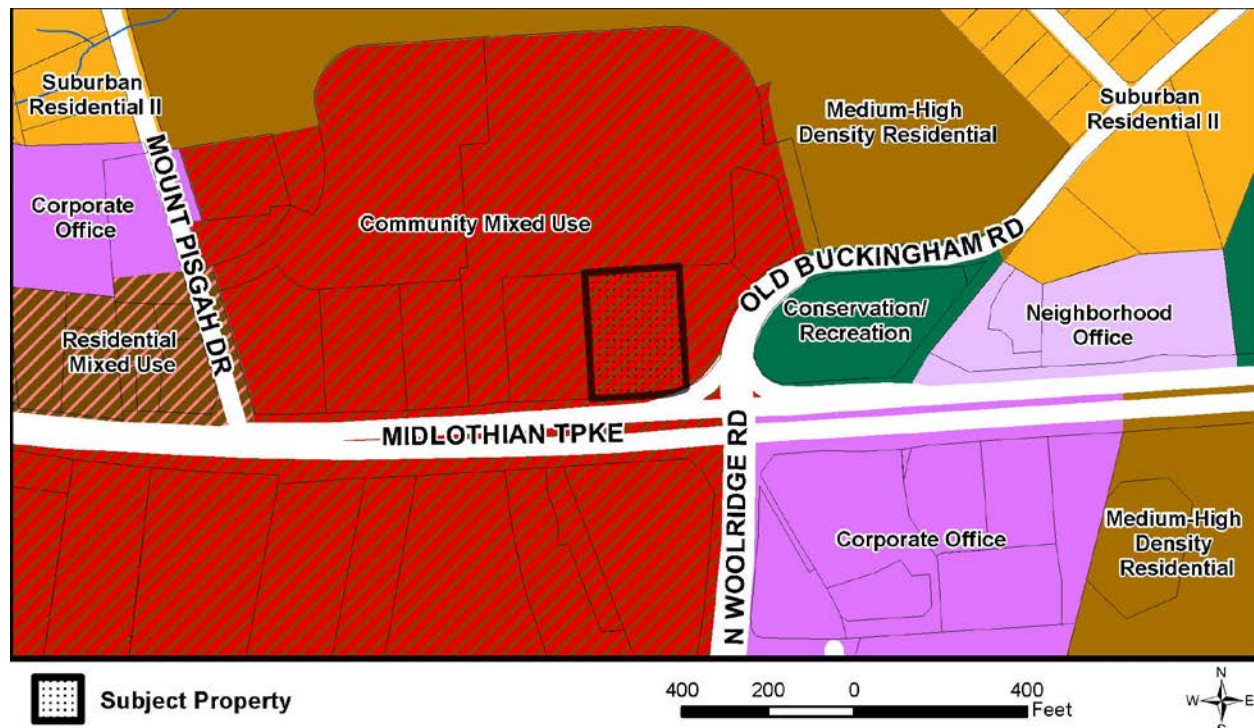 Suburban
Residential II
MOUNT PISGAH DR
Corporate
Office
Residential
Mixed Use
Community Mixed Use
Medium-High
Density Residential
Suburban
Residential II
OLD BUCKINGHAM RD
Conservation/
Recreation
Neighborhood
Office
MIDLOTHIAN TPKE
N WOOLRIDGE RD
Corporate Office
Medium-High
Density
Residential
Subject Property
400 200 0 400
Feet
N
W E
S